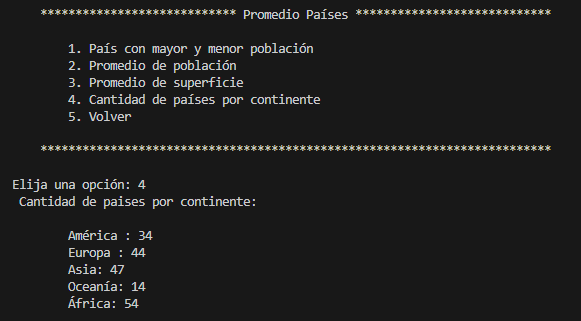 **************************** Promedio Países ****************************
1. País con mayor y menor población
2. Promedio de población
3. Promedio de superficie
4. Cantidad de países por continente
5. Volver
*************************************************************************
Elija una opción: 4
Cantidad de paises por continente:
América : 34
Europa : 44
Asia: 47
Oceanía: 14
África: 54